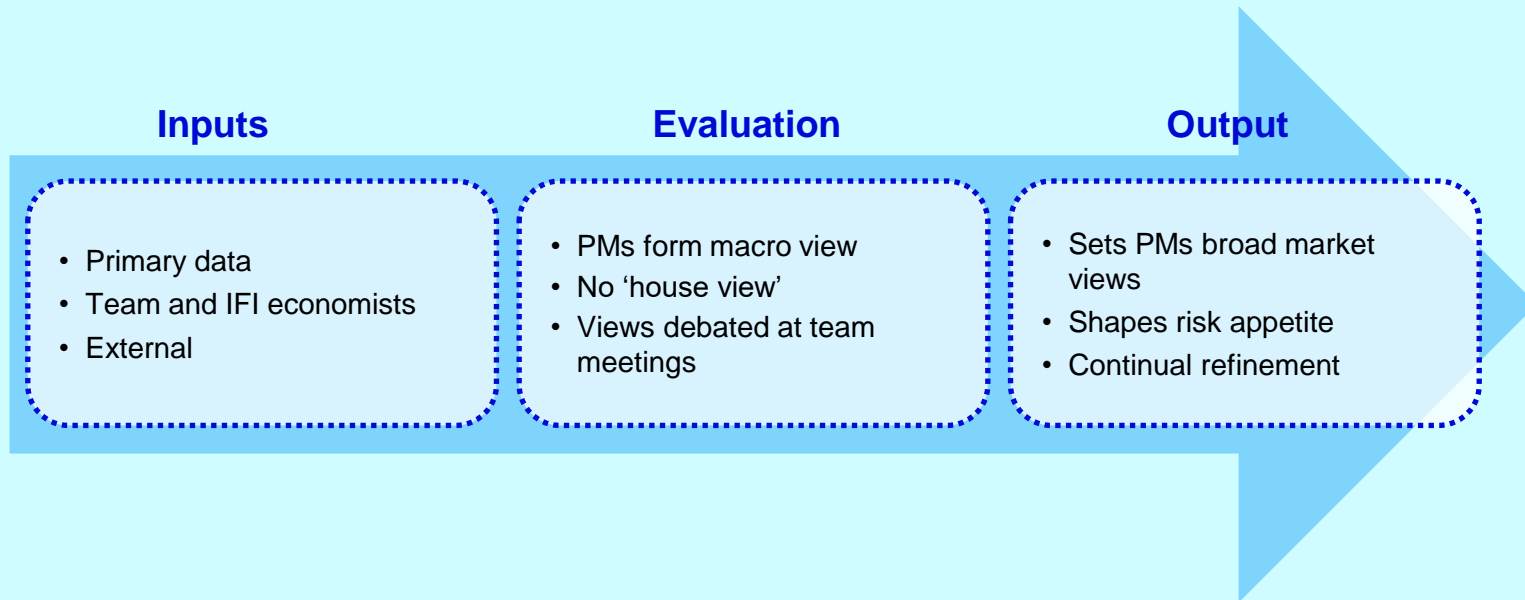 Inputs
• Primary data
• Team and IFI economists
• External
Evaluation
• PMs form macro view
• No ‘house view’
• Views debated at team
meetings
Output
• Sets PMs broad market
views
• Shapes risk appetite
• Continual refinement